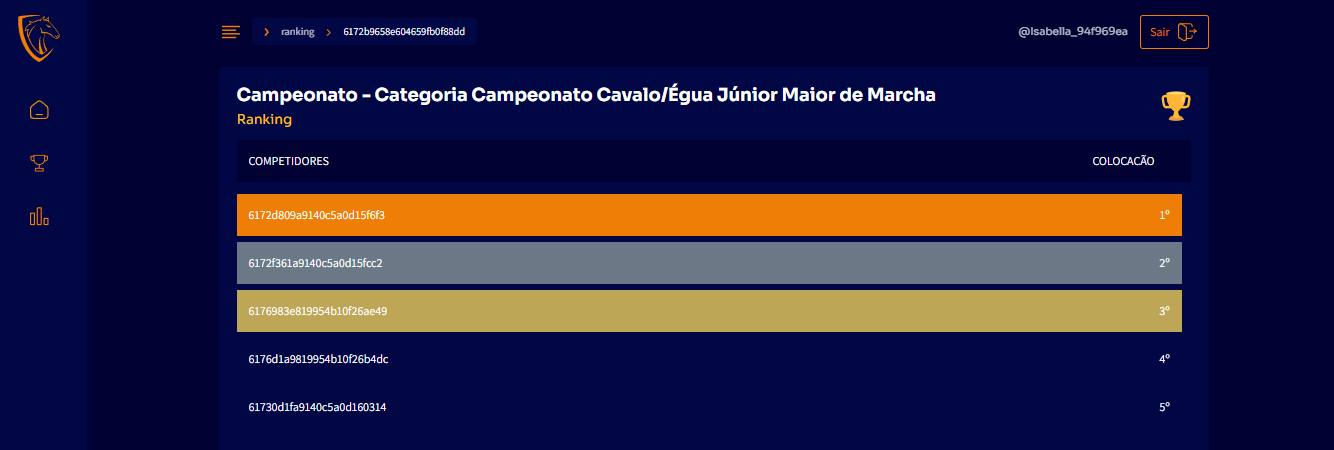 ranking 6172b9658e604659fb0f88dd
@Isabella_94f969ea
Sair
Campeonato - Categoria Campeonato Cavalo/Égua Júnior Maior de Marcha
Ranking
COMPETIDORES COLOCACÃO
6172d809a9140c5a0d15f6f3 1º
6172f361a9140c5a0d15fcc2 2º
6176983e819954b10f26ae49 3º
6176d1a9819954b10f26b4dc 4º
61730d1fa9140c5a0d160314 5º